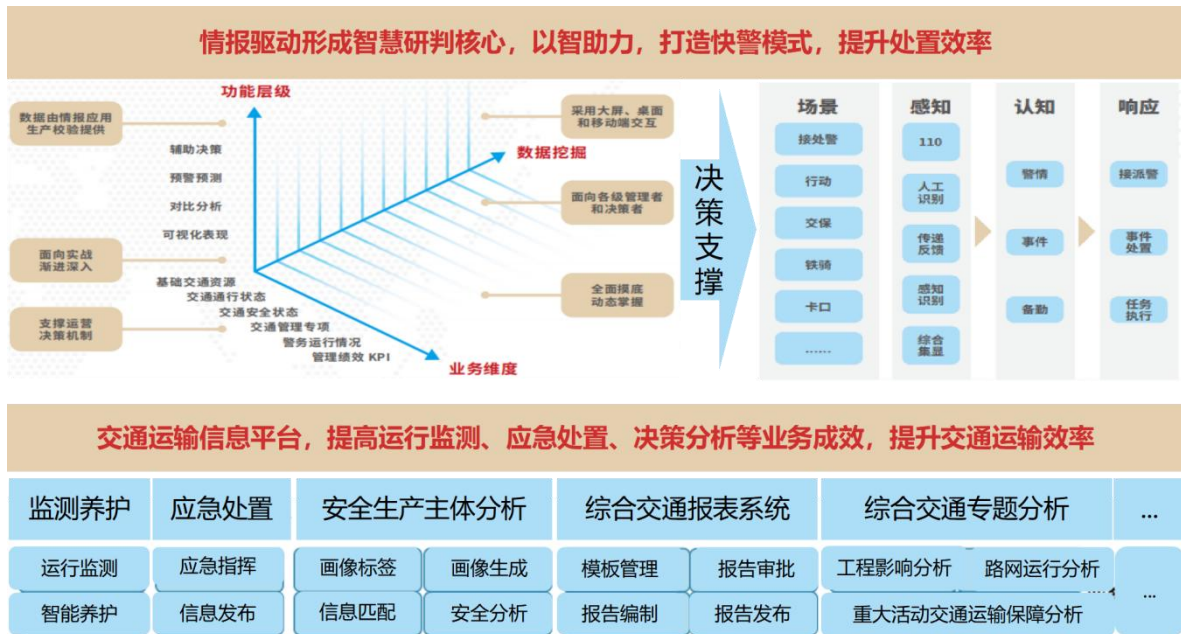 情报驱动形成智慧研判核心，以智助力，打造快警模式，提升处置效率
功能层级
数据由情报应用
生产校验提供
辅助决策
预警预测
对比分析
可视化表现
面向实战
渐进深入
支撑运营
决策机制
基础交通资源
交通通行状态
交通安全状态
交通管理专项
警务运行情况
管理绩效 KPI
业务维度
数据挖掘
采用大屏、桌面
和移动端交互
面向各级管理者
和决策者
全面摸底
动态掌握
决策支撑
场景
接处警
行动
交保
铁骑
卡口
......
感知
110
人工
识别
传递
反馈
感知
识别
综合
集显
认知
警情
事件
备勤
响应
接派警
事件
处置
任务
执行
交通运输信息平台，提高运行监测、应急处置、决策分析等业务成效，提升交通运输效率
监测养护 应急处置 安全生产主体分析 综合交通报表系统 综合交通专题分析 ...
运行监测 应急指挥 画像标签 画像生成 模板管理 报告审批 工程影响分析 路网运行分析
智能养护 信息发布 信息匹配 安全分析 报告编制 报告发布 重大活动交通运输保障分析 ...